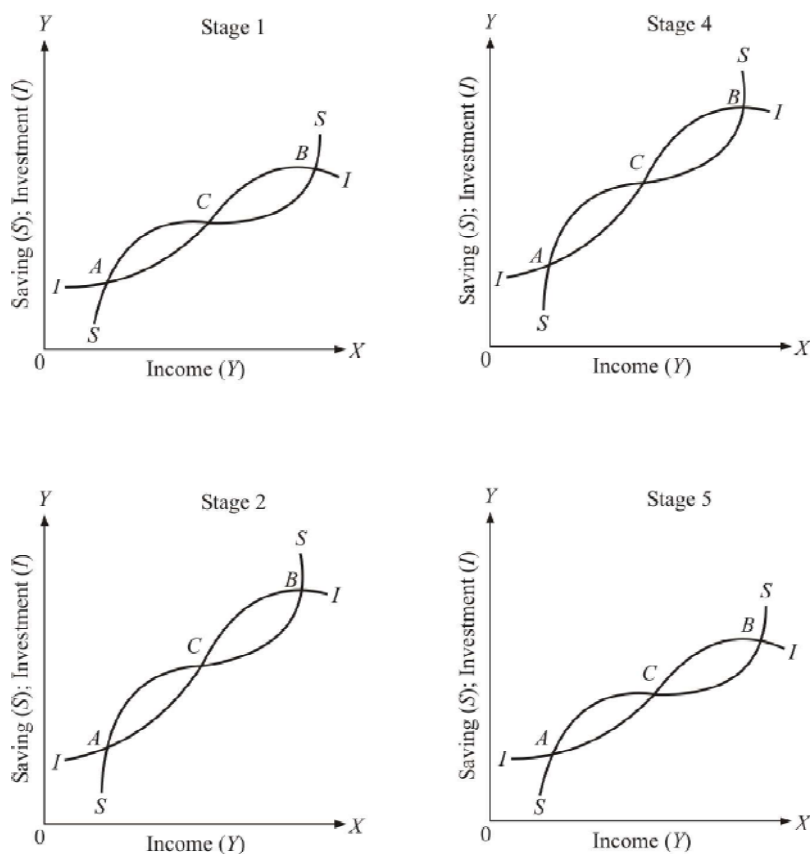 Stage 1
Y
Saving (S); Investment (I)
S
B
I
C
A
I
S
0
Income (Y)
X
Stage 4
Y
Saving (S); Investment (I)
S
B
I
C
A
I
S
0
Income (Y)
X
Stage 2
Y
Saving (S); Investment (I)
S
B
I
C
A
I
S
0
Income (Y)
X
Stage 5
Y
Saving (S); Investment (I)
S
B
I
C
A
I
S
0
Income (Y)
X